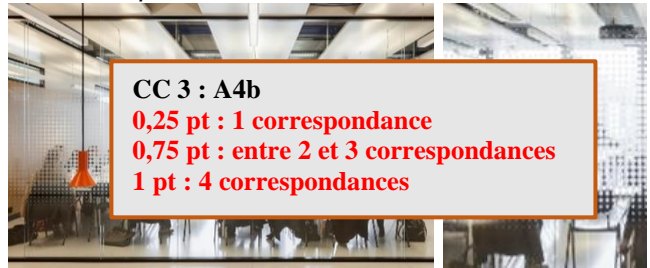 CC 3 : A4b
0,25 pt : 1 correspondance
0,75 pt : entre 2 et 3 correspondances
1 pt : 4 correspondances